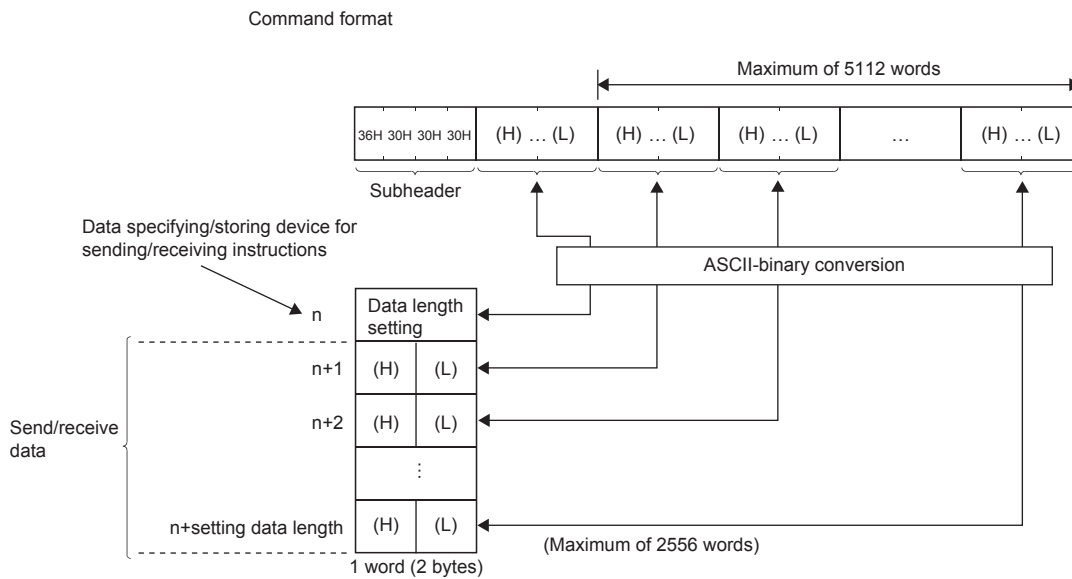 Command format
Maximum of 5112 words
36H 30H 30H 30H (H) … (L) (H) … (L) (H) … (L) … (H) … (L)
Subheader
Data specifying/storing device for
sending/receiving instructions
ASCII-binary conversion
n
Data length
setting
n+1 (H) (L)
n+2 (H) (L)
Send/receive
data
⋮
n+setting data length (H) (L)
(Maximum of 2556 words)
1 word (2 bytes)